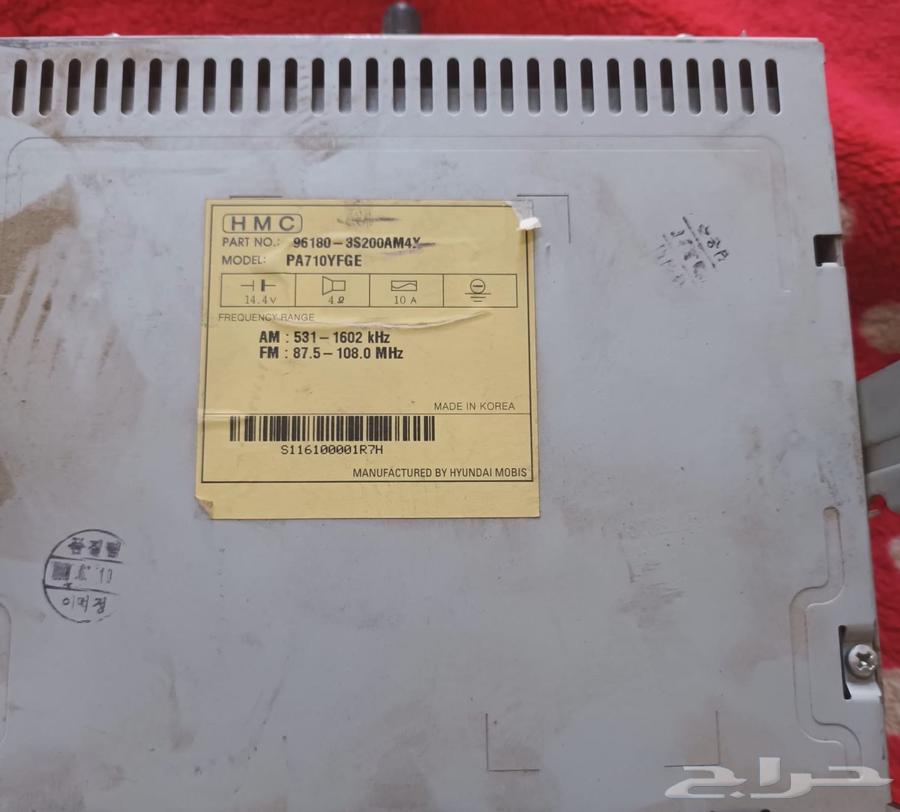 HMC
PART NO.: 96180-3S200AM4X
MODEL: PA710YFGE
14.4V 4Ω 10 A
FREQUENCY RANGE
AM : 531-1602 kHz
FM : 87.5-108.0 MHz
MADE IN KOREA
S116100001R7H
MANUFACTURED BY HYUNDAI MOBIS
حراج